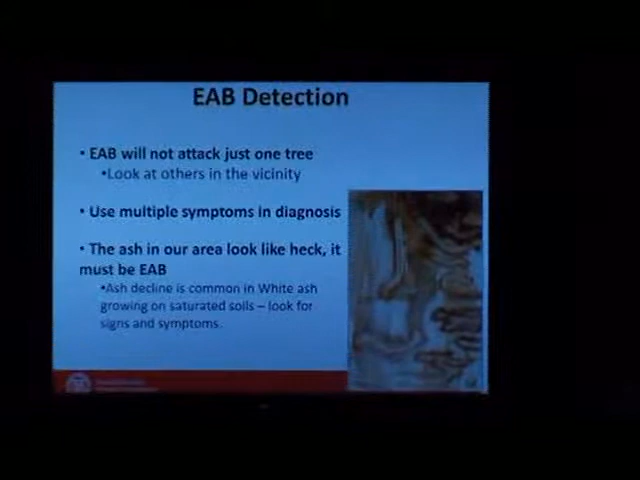 EAB Detection
• EAB will not attack just one tree
•Look at others in the vicinity
• Use multiple symptoms in diagnosis
• The ash in our area look like heck, it
must be EAB
•Ash decline is common in White ash
growing on saturated soils – look for
signs and symptoms.